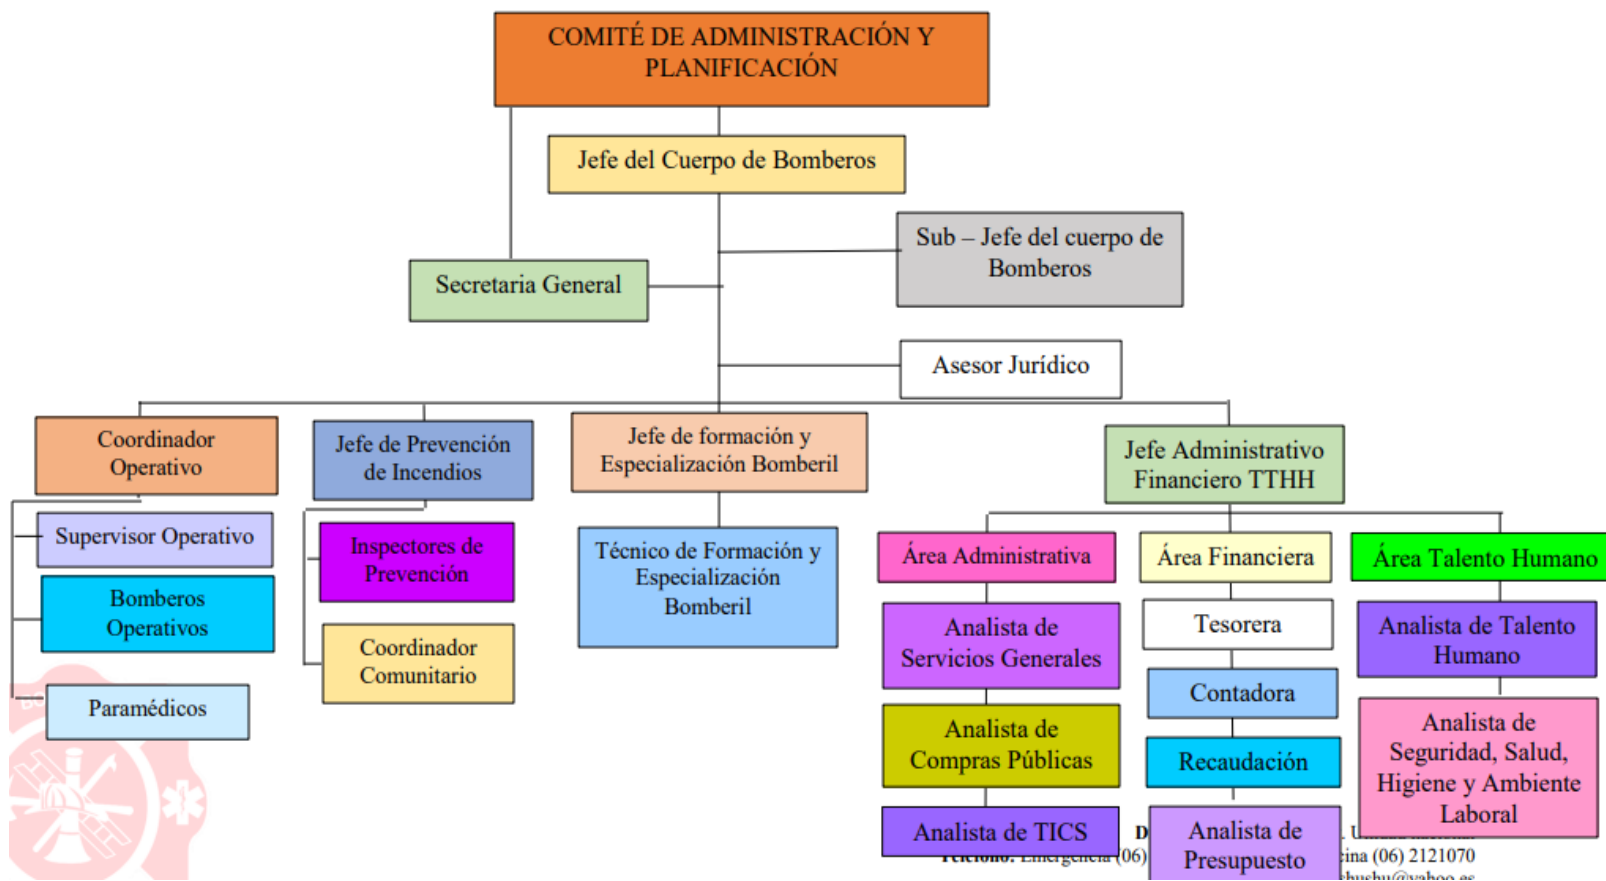 COMITÉ DE ADMINISTRACIÓN Y
PLANIFICACIÓN
Jefe del Cuerpo de Bomberos
Sub – Jefe del cuerpo de
Bomberos
Secretaria General
Asesor Jurídico
Coordinador
Operativo
Supervisor Operativo
Bomberos
Operativos
Paramédicos
Jefe de Prevención
de Incendios
Inspectores de
Prevención
Coordinador
Comunitario
Jefe de formación y
Especialización Bomberil
Técnico de Formación y
Especialización
Bomberil
Jefe Administrativo
Financiero TTHH
Área Administrativa
Analista de
Servicios Generales
Analista de
Compras Públicas
Analista de TICS
Área Financiera
Tesorera
Contadora
Recaudación
Analista de
Presupuesto
Área Talento Humano
Analista de Talento
Humano
Analista de
Seguridad, Salud,
Higiene y Ambiente
Laboral
(06) 2121070